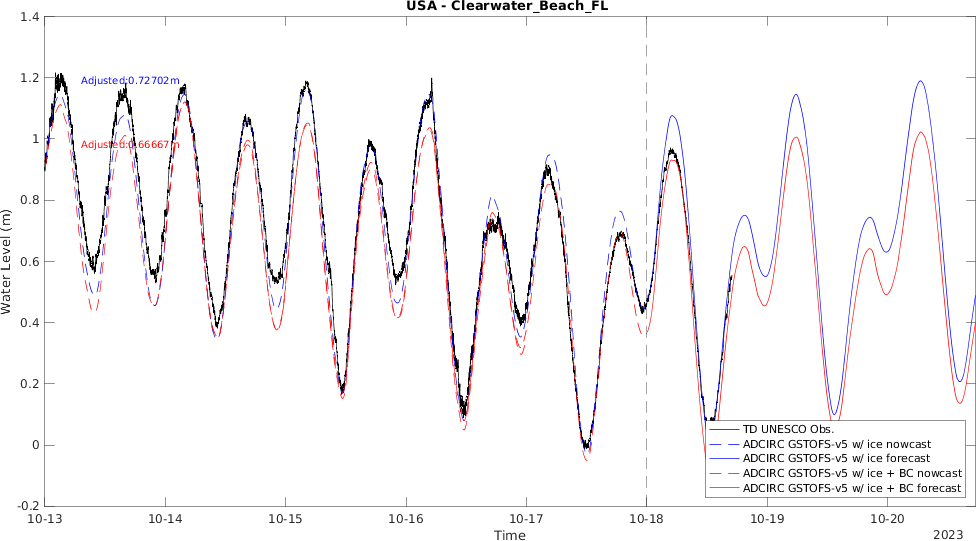 USA - Clearwater_Beach_FL
1.4
1.2
1
0.8
0.6
0.4
0.2
0
-0.2
Water Level (m)
Adjusted:0.72702m
Adjusted:0.66667m
TD UNESCO Obs.
ADCIRC GSTOFS-v5 w/ ice nowcast
ADCIRC GSTOFS-v5 w/ ice forecast
ADCIRC GSTOFS-v5 w/ ice + BC nowcast
ADCIRC GSTOFS-v5 w/ ice + BC forecast
10-13 10-14 10-15 10-16 10-17 10-18 10-19 10-20
Time
2023